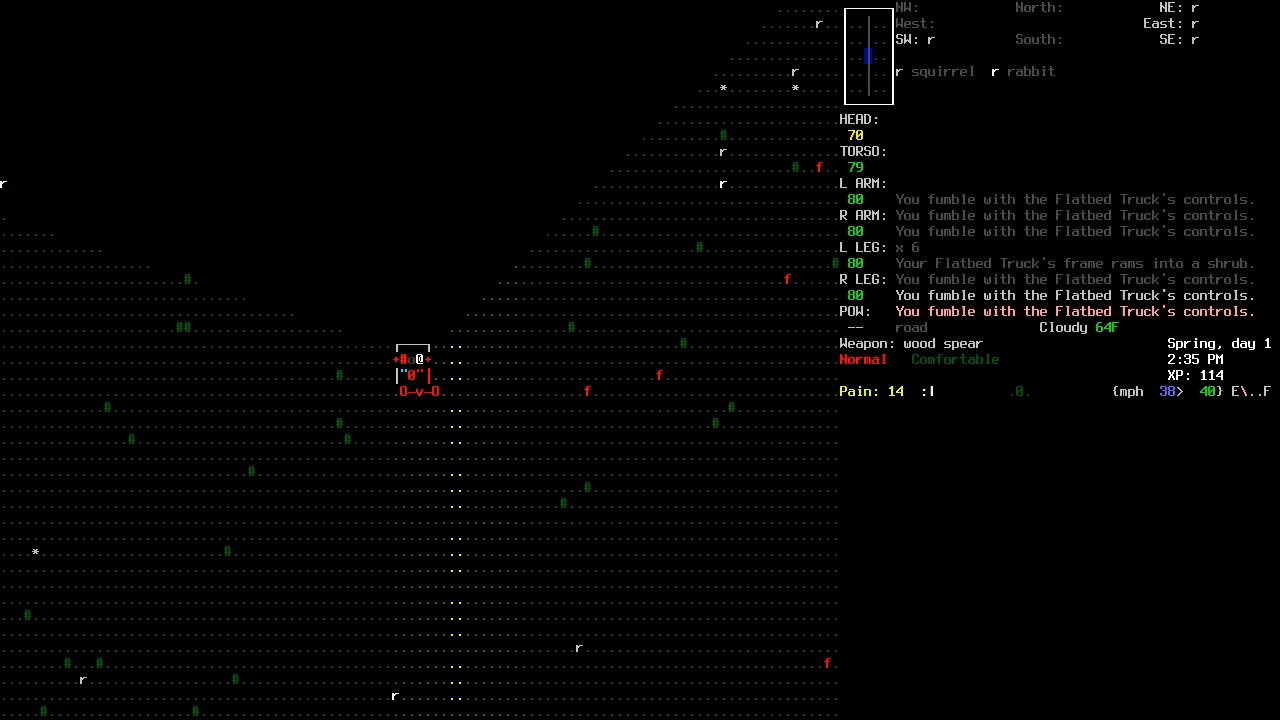 NW: North: NE: r
West: East: r
SW: r South: SE: r
r squirrel r rabbit
HEAD:
70
TORSO:
79
L ARM:
80 You fumble with the Flatbed Truck's controls.
R ARM: You fumble with the Flatbed Truck's controls.
80 You fumble with the Flatbed Truck's controls.
L LEG: x 6
80 Your Flatbed Truck's frame rams into a shrub.
R LEG: You fumble with the Flatbed Truck's controls.
80 You fumble with the Flatbed Truck's controls.
POW: You fumble with the Flatbed Truck's controls.
-- road Cloudy 64F
Weapon: wood spear Spring, day 1
Normal Comfortable 2:35 PM
XP: 114
Pain: 14 :| .0. {mph 38> 40} E\..F